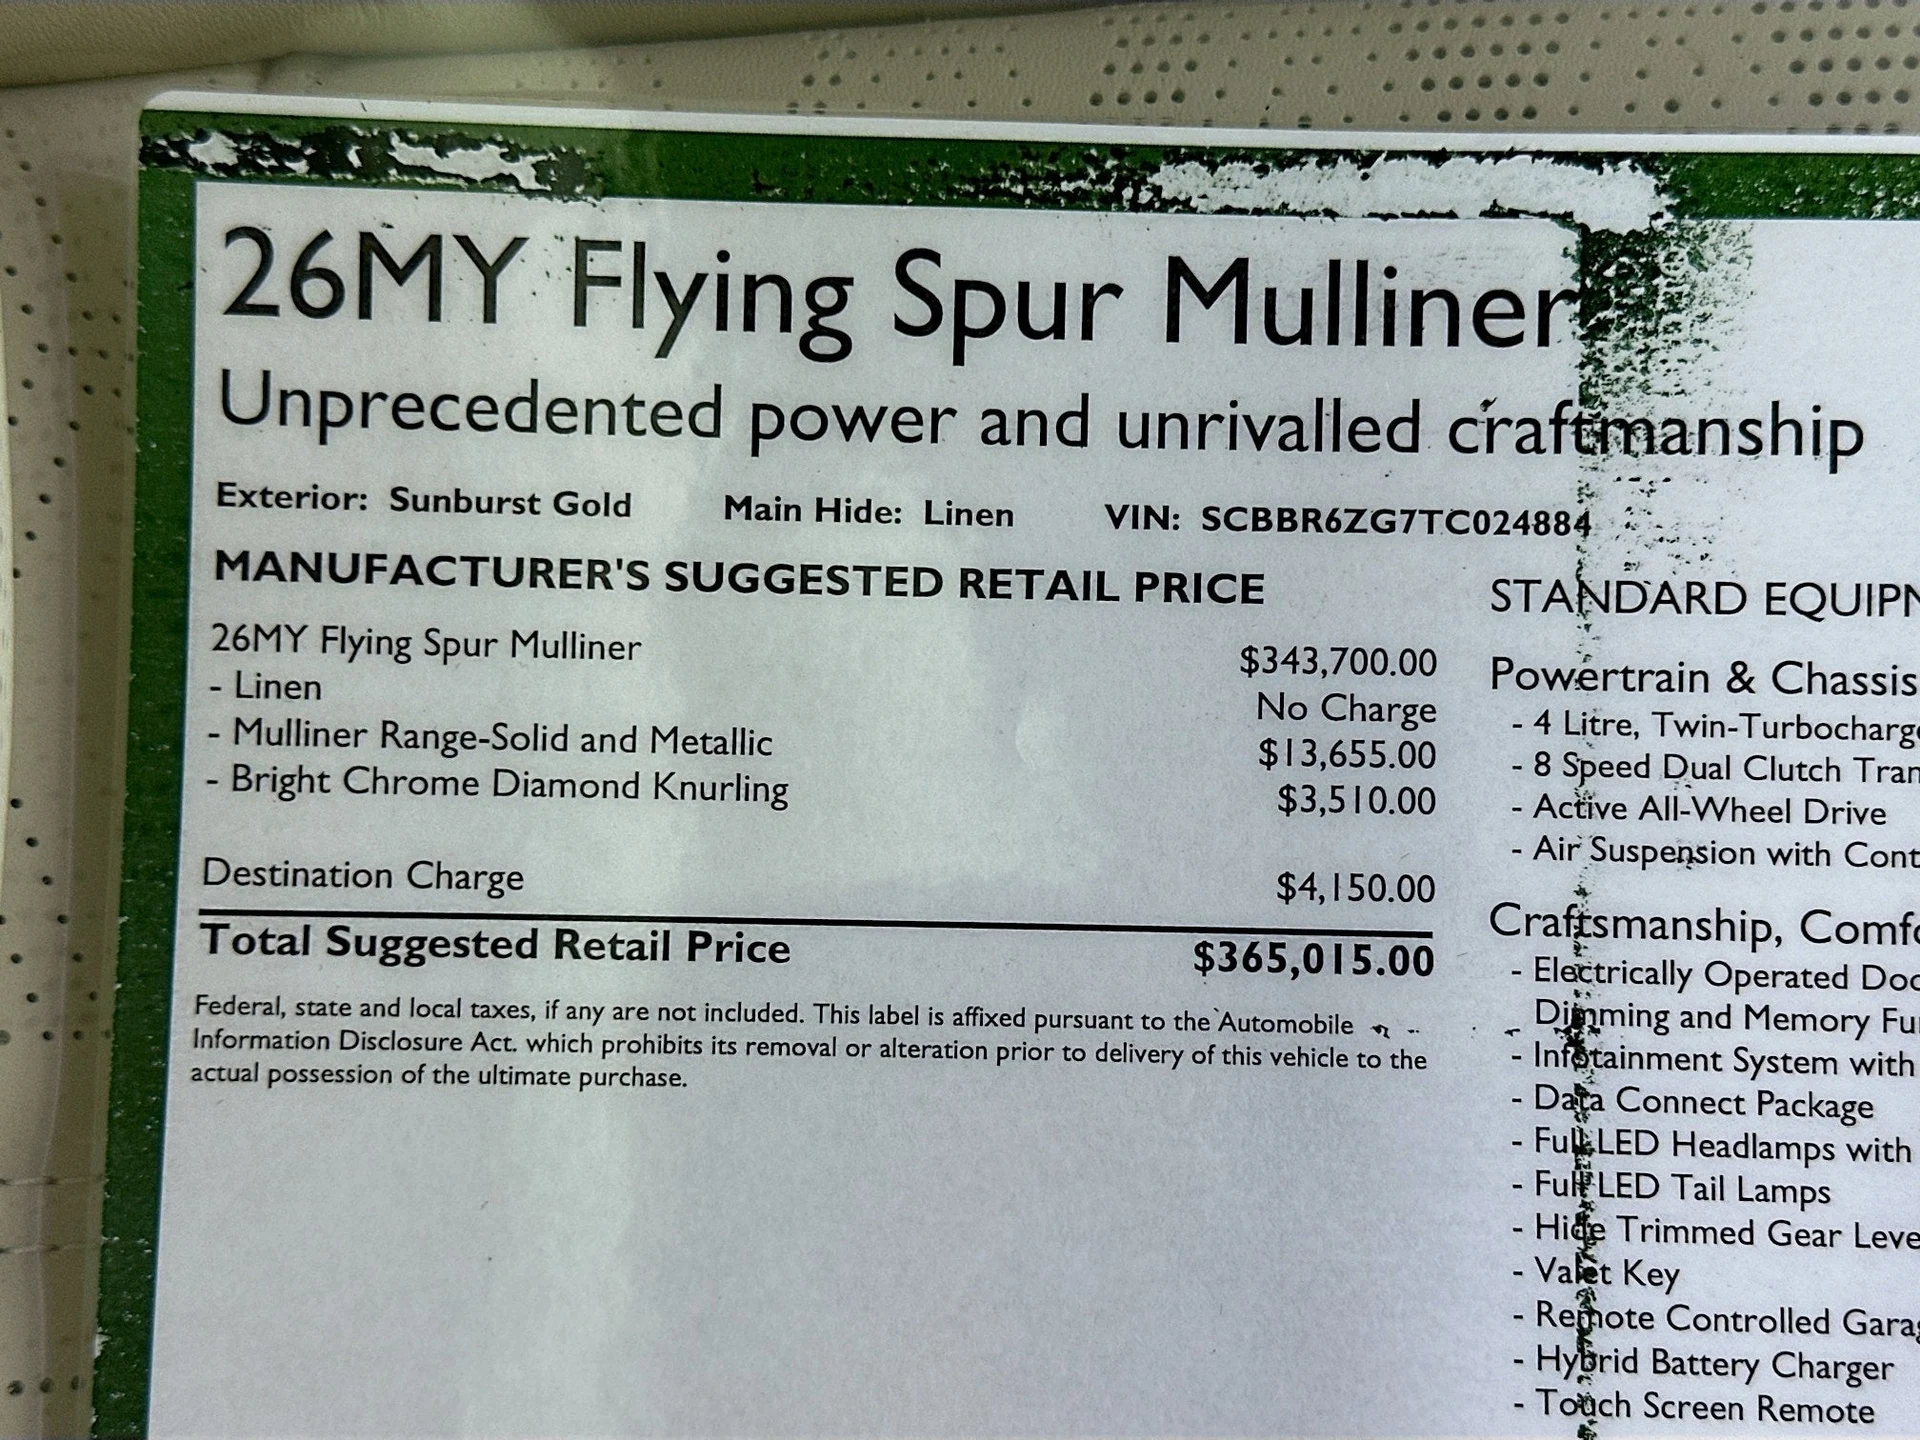 26MY Flying Spur Mulliner
Unprecedented power and unrivalled craftmanship
Exterior: Sunburst Gold Main Hide: Linen VIN: SCBBR6ZG7TC024884
MANUFACTURER'S SUGGESTED RETAIL PRICE
26MY Flying Spur Mulliner $343,700.00
- Linen No Charge
- Mulliner Range-Solid and Metallic $13,655.00
- Bright Chrome Diamond Knurling $3,510.00
Destination Charge $4,150.00
Total Suggested Retail Price $365,015.00
Federal, state and local taxes, if any are not included. This label is affixed pursuant to the Automobile
Information Disclosure Act. which prohibits its removal or alteration prior to delivery of this vehicle to the
actual possession of the ultimate purchase.
STANDARD EQUIPM
Powertrain & Chassis
- 4 Litre, Twin-Turbocharge
- 8 Speed Dual Clutch Tran
- Active All-Wheel Drive
- Air Suspension with Cont
Craftsmanship, Comfo
- Electrically Operated Doo
Dimming and Memory Fu
- Infotainment System with
- Data Connect Package
- Full LED Headlamps with
- Full LED Tail Lamps
- Hide Trimmed Gear Leve
- Valet Key
- Remote Controlled Garag
- Hybrid Battery Charger
- Touch Screen Remote